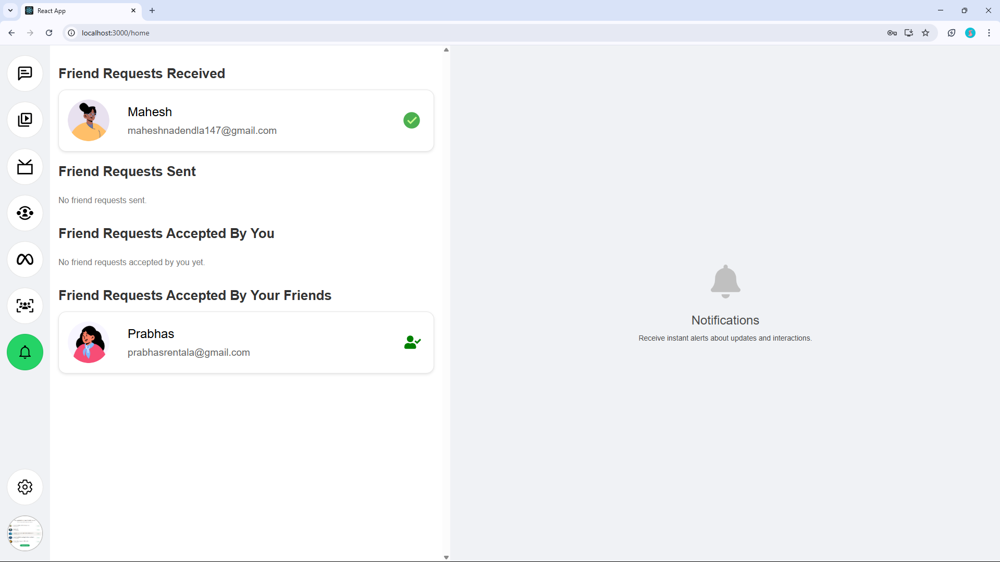 React App
localhost:3000/home
Friend Requests Received
Mahesh
maheshnadendla147@gmail.com
Friend Requests Sent
No friend requests sent.
Friend Requests Accepted By You
No friend requests accepted by you yet.
Friend Requests Accepted By Your Friends
Prabhas
prabhasrentala@gmail.com
Notifications
Receive instant alerts about updates and interactions.